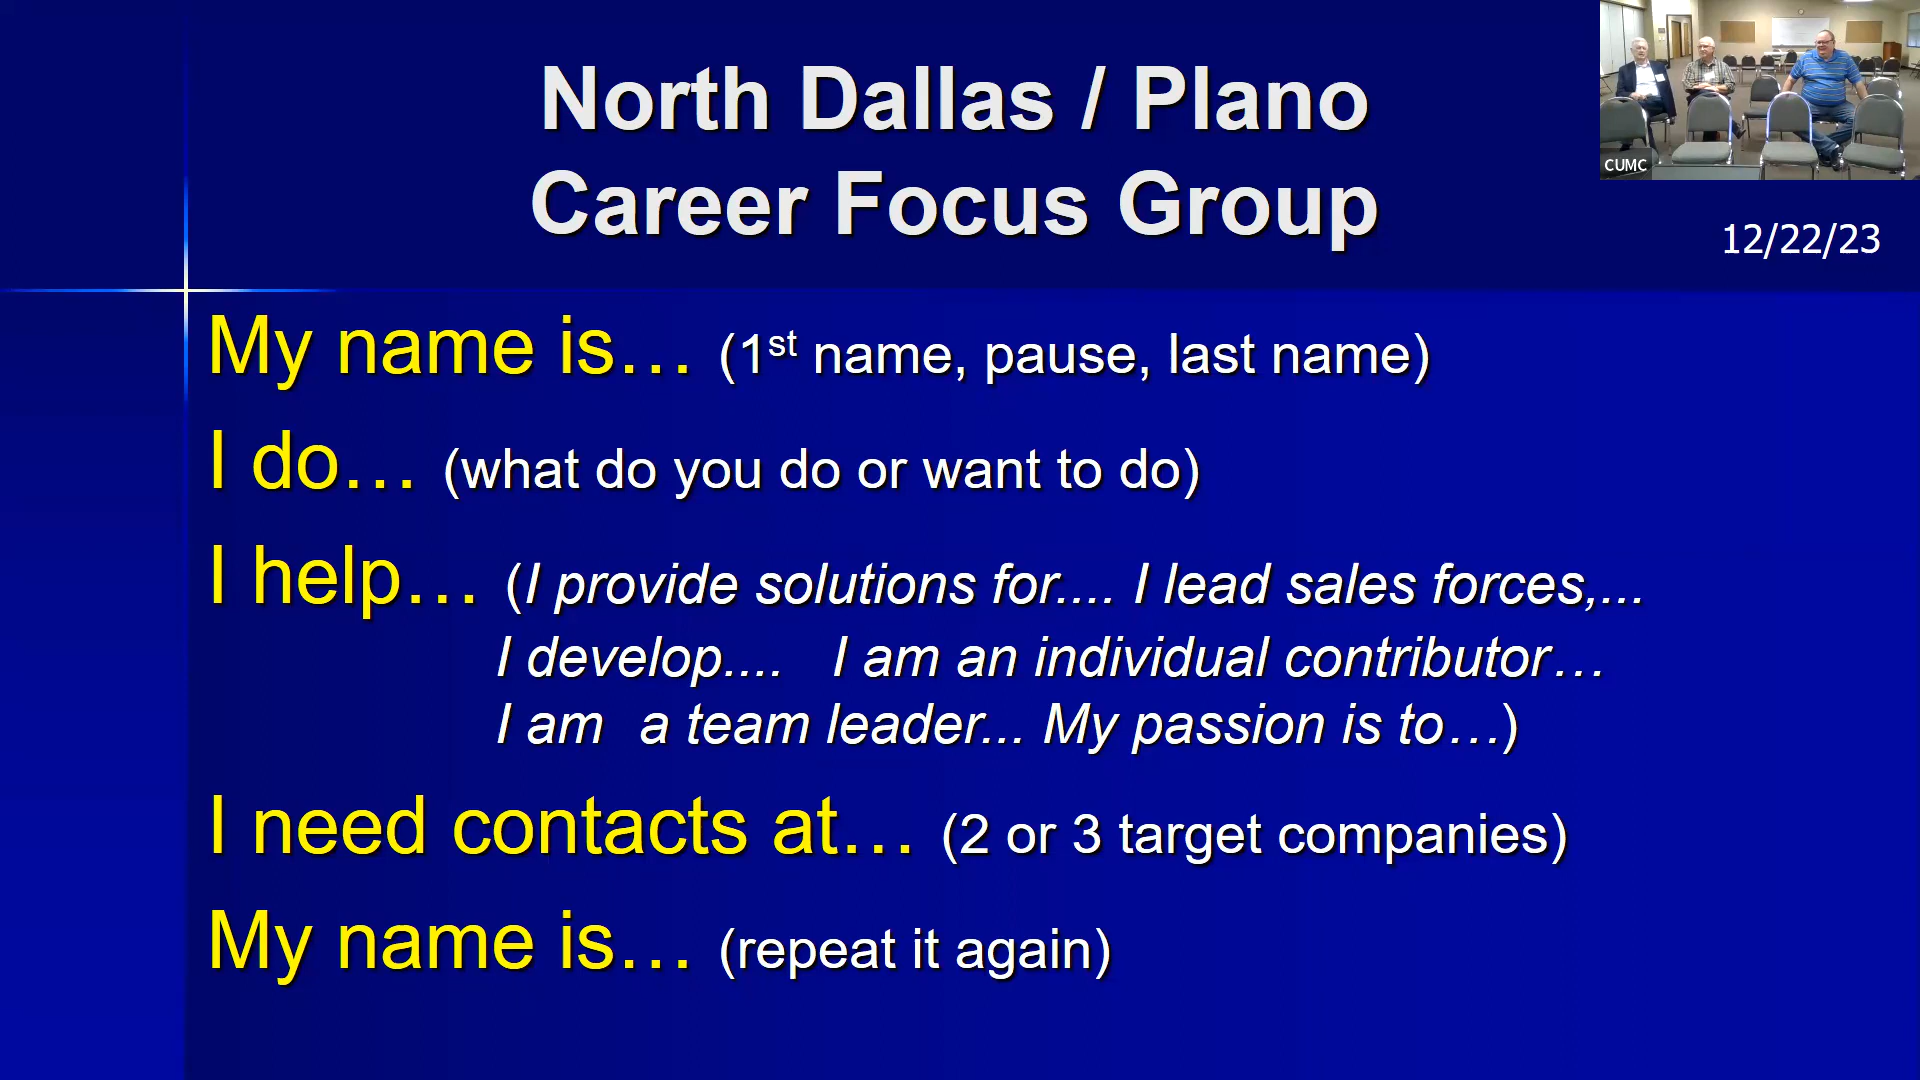 North Dallas / Plano
Career Focus Group
CUMC
12/22/23
My name is… (1st name, pause, last name)
I do… (what do you do or want to do)
I help… (I provide solutions for.... I lead sales forces,...
I develop.... I am an individual contributor…
I am a team leader... My passion is to…)
I need contacts at… (2 or 3 target companies)
My name is… (repeat it again)